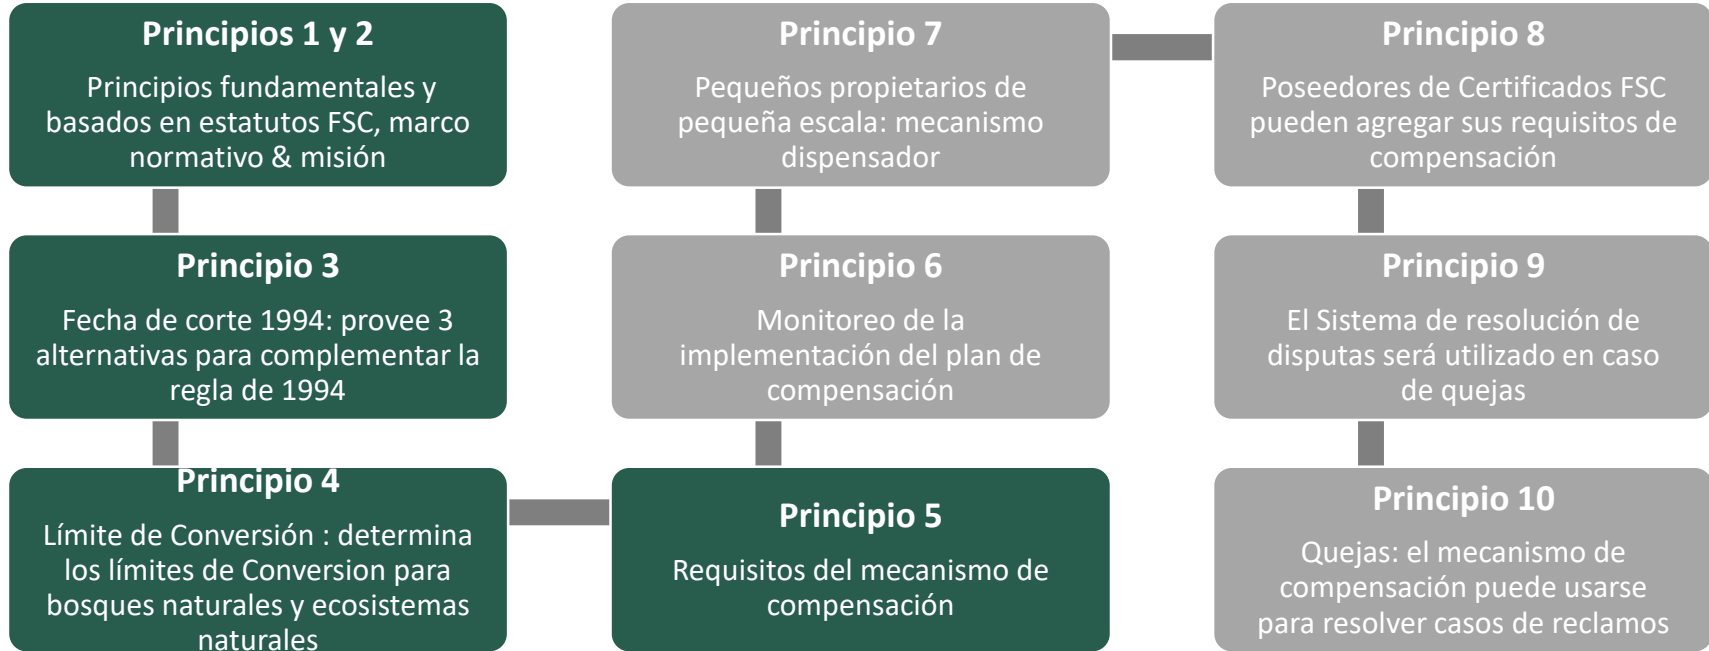 Principios 1 y 2
Principios fundamentales y
basados en estatutos FSC, marco
normativo & misión
Principio 3
Fecha de corte 1994: provee 3
alternativas para complementar la
regla de 1994
Principio 4
Límite de Conversión : determina
los límites de Conversion para
bosques naturales y ecosistemas
naturales
Principio 5
Requisitos del mecanismo de
compensación
Principio 6
Monitoreo de la
implementación del plan de
compensación
Principio 7
Pequeños propietarios de
pequeña escala: mecanismo
dispensador
Principio 8
Poseedores de Certificados FSC
pueden agregar sus requisitos de
compensación
Principio 9
El Sistema de resolución de
disputas será utilizado en caso
de quejas
Principio 10
Quejas: el mecanismo de
compensación puede usarse
para resolver casos de reclamos